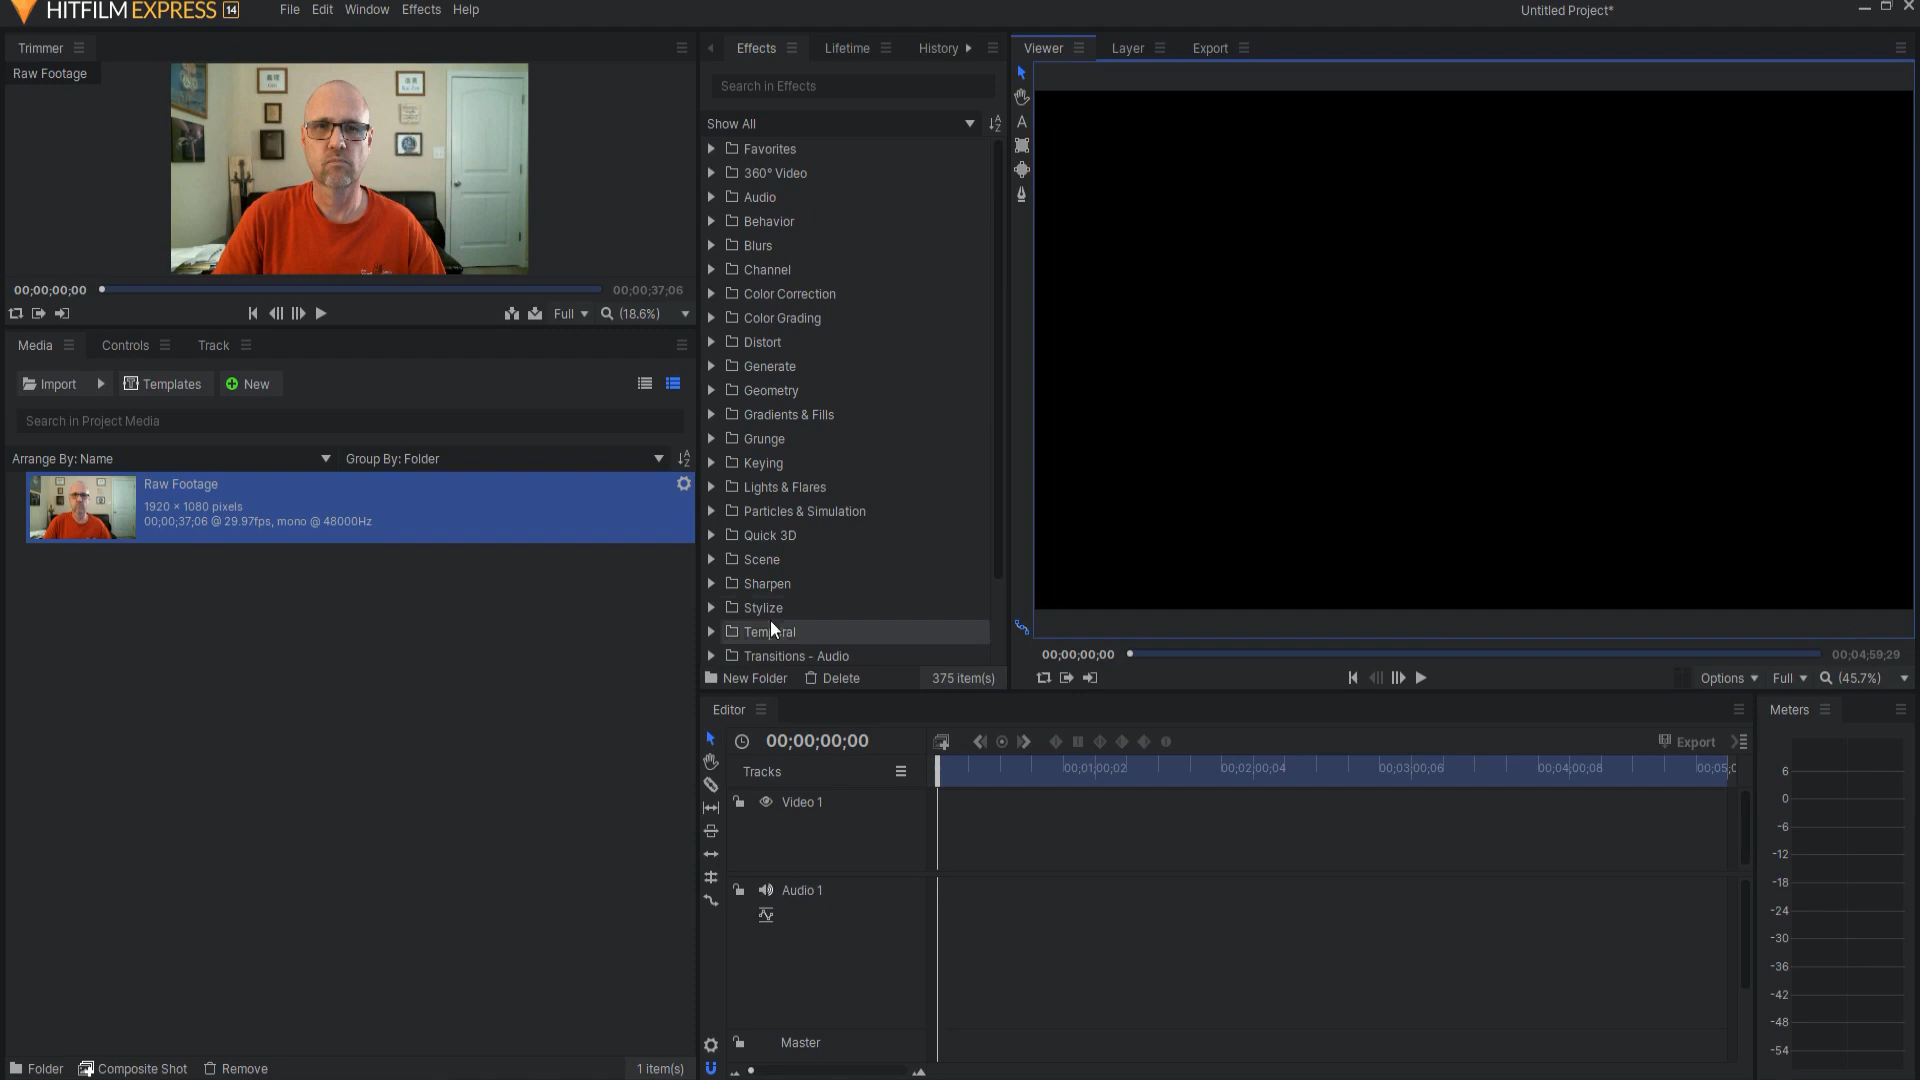 HITFILM EXPRESS 14
File Edit Window Effects Help
Untitled Project*
Trimmer
Raw Footage
00;00;00;00
00;00;37;06
Full
(18.6%)
Media
Controls
Track
Import
Templates
New
Search in Project Media
Arrange By: Name
Group By: Folder
Raw Footage
1920 × 1080 pixels
00;00;37;06 @ 29.97fps, mono @ 48000Hz
Folder
Composite Shot
Remove
1 item(s)
Effects
Lifetime
History
Search in Effects
Show All
Favorites
360° Video
Audio
Behavior
Blurs
Channel
Color Correction
Color Grading
Distort
Generate
Geometry
Gradients & Fills
Grunge
Keying
Lights & Flares
Particles & Simulation
Quick 3D
Scene
Sharpen
Stylize
Temporal
Transitions - Audio
New Folder
Delete
375 item(s)
Viewer
Layer
Export
00;00;00;00
00;04;59;29
Options
Full
(45.7%)
Editor
00;00;00;00
Export
Tracks
00;01;00;02
00;02;00;04
00;03;00;06
00;04;00;08
Video 1
Audio 1
Master
Meters
6
0
-6
-12
-18
-24
-30
-36
-42
-48
-54